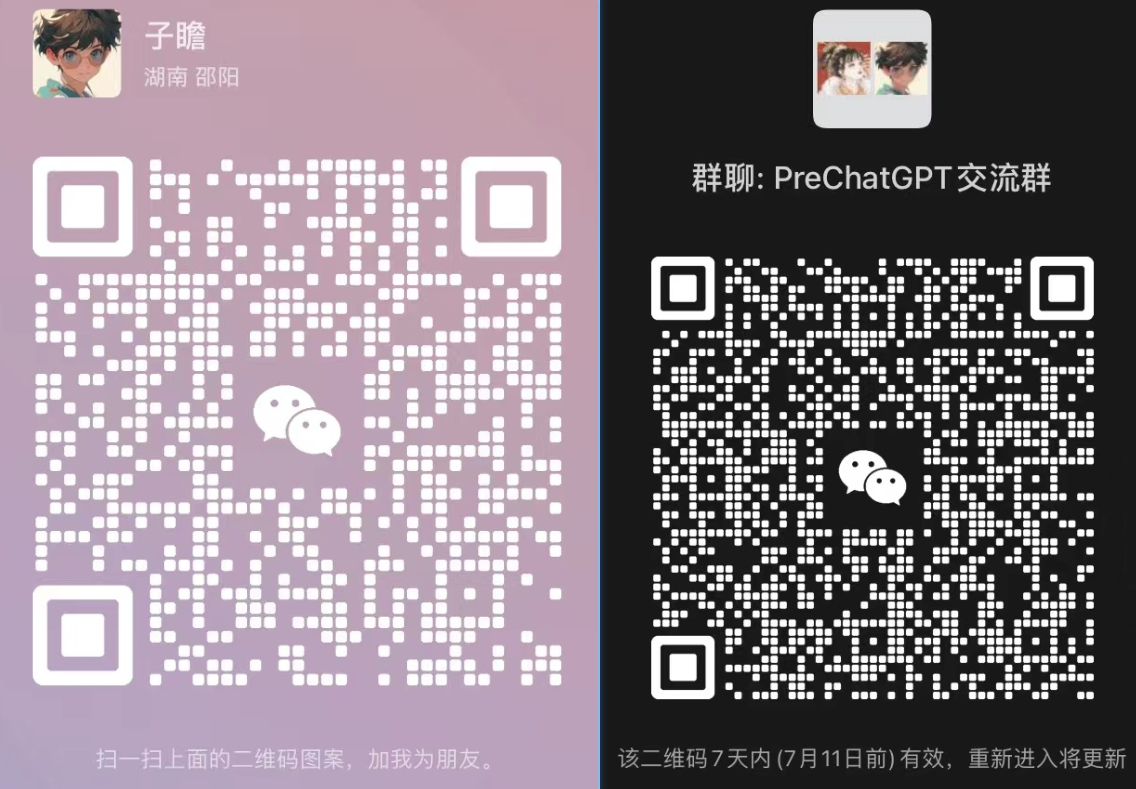 子瞻
湖南 邵阳
扫一扫上面的二维码图案，加我为朋友。
群聊: PreChatGPT交流群
该二维码7天内(7月11日前)有效，重新进入将更新